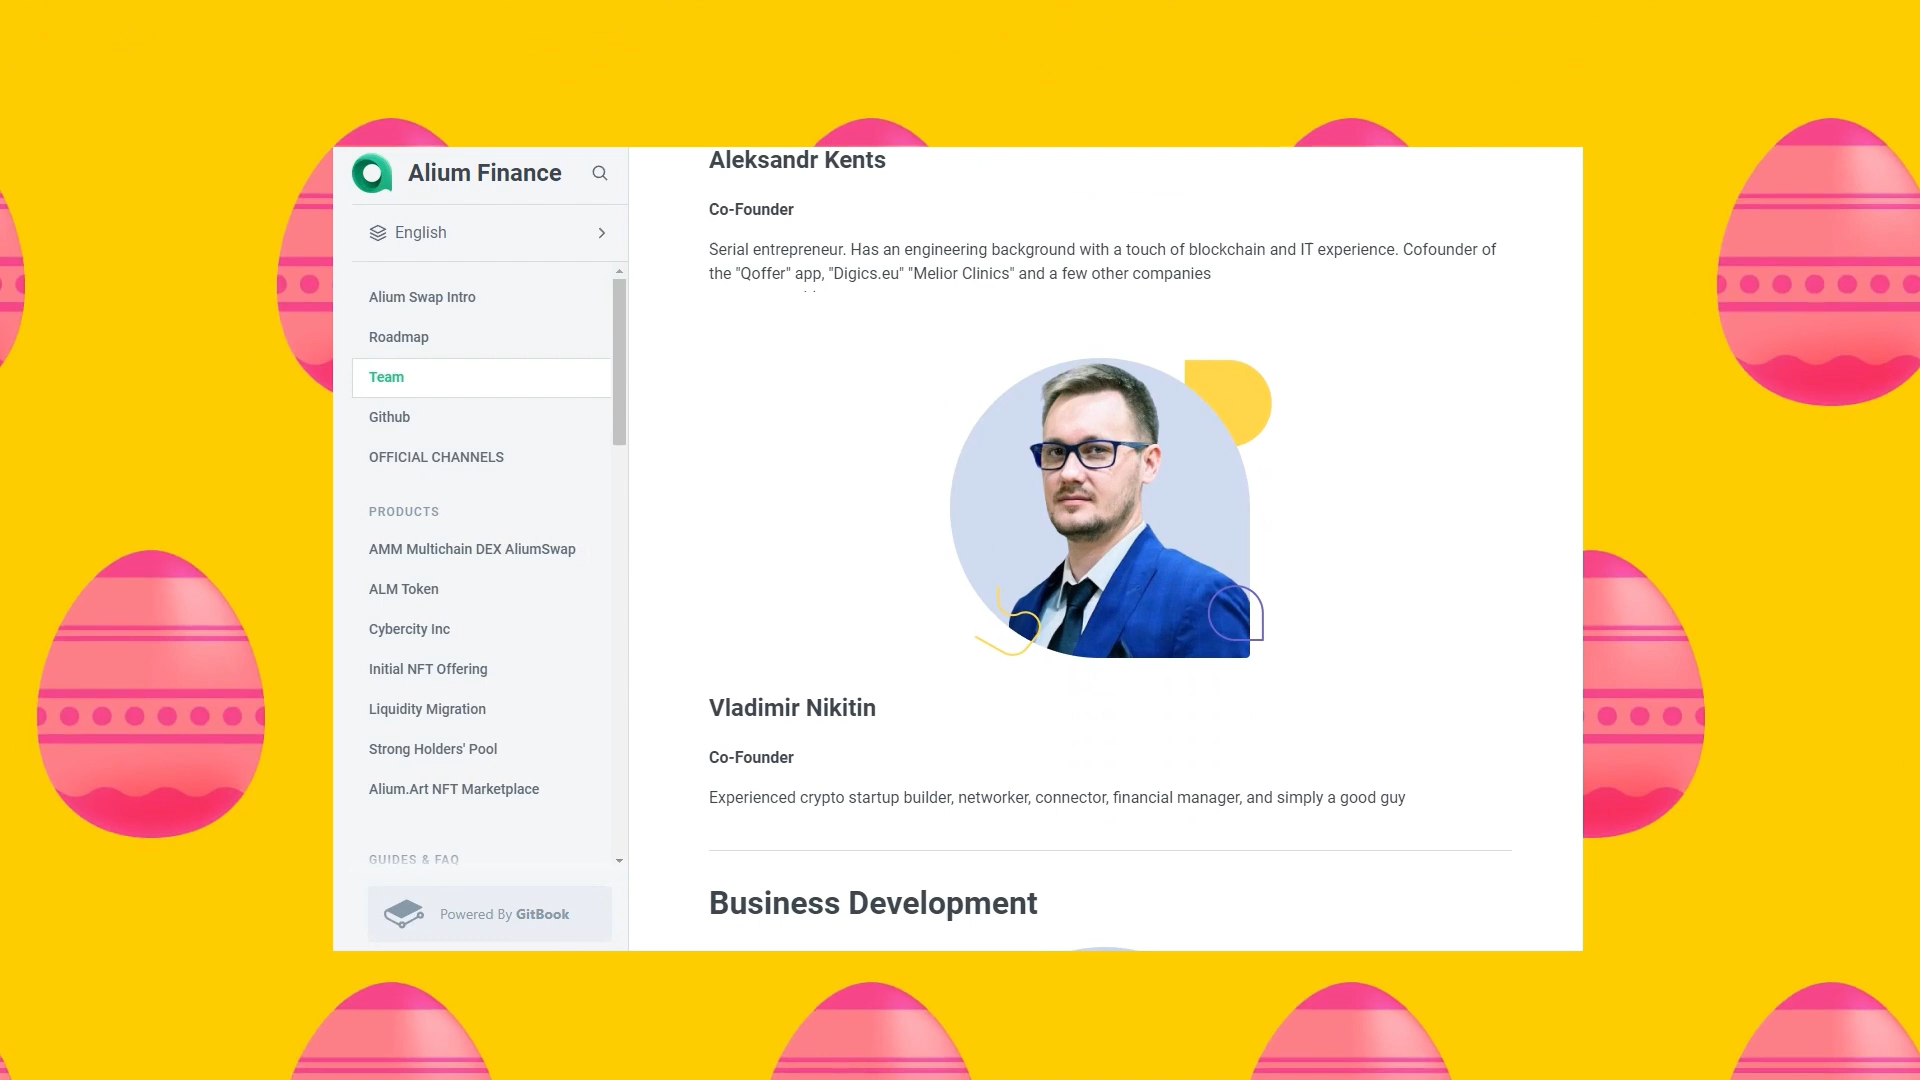 Alium Finance
English
Alium Swap Intro
Roadmap
Team
Github
OFFICIAL CHANNELS
PRODUCTS
AMM Multichain DEX AliumSwap
ALM Token
Cybercity Inc
Initial NFT Offering
Liquidity Migration
Strong Holders' Pool
Alium.Art NFT Marketplace
GUIDES & FAQ
Powered By GitBook
Aleksandr Kents
Co-Founder
Serial entrepreneur. Has an engineering background with a touch of blockchain and IT experience. Cofounder of
the "Qoffer" app, "Digics.eu" "Melior Clinics" and a few other companies
Vladimir Nikitin
Co-Founder
Experienced crypto startup builder, networker, connector, financial manager, and simply a good guy
Business Development